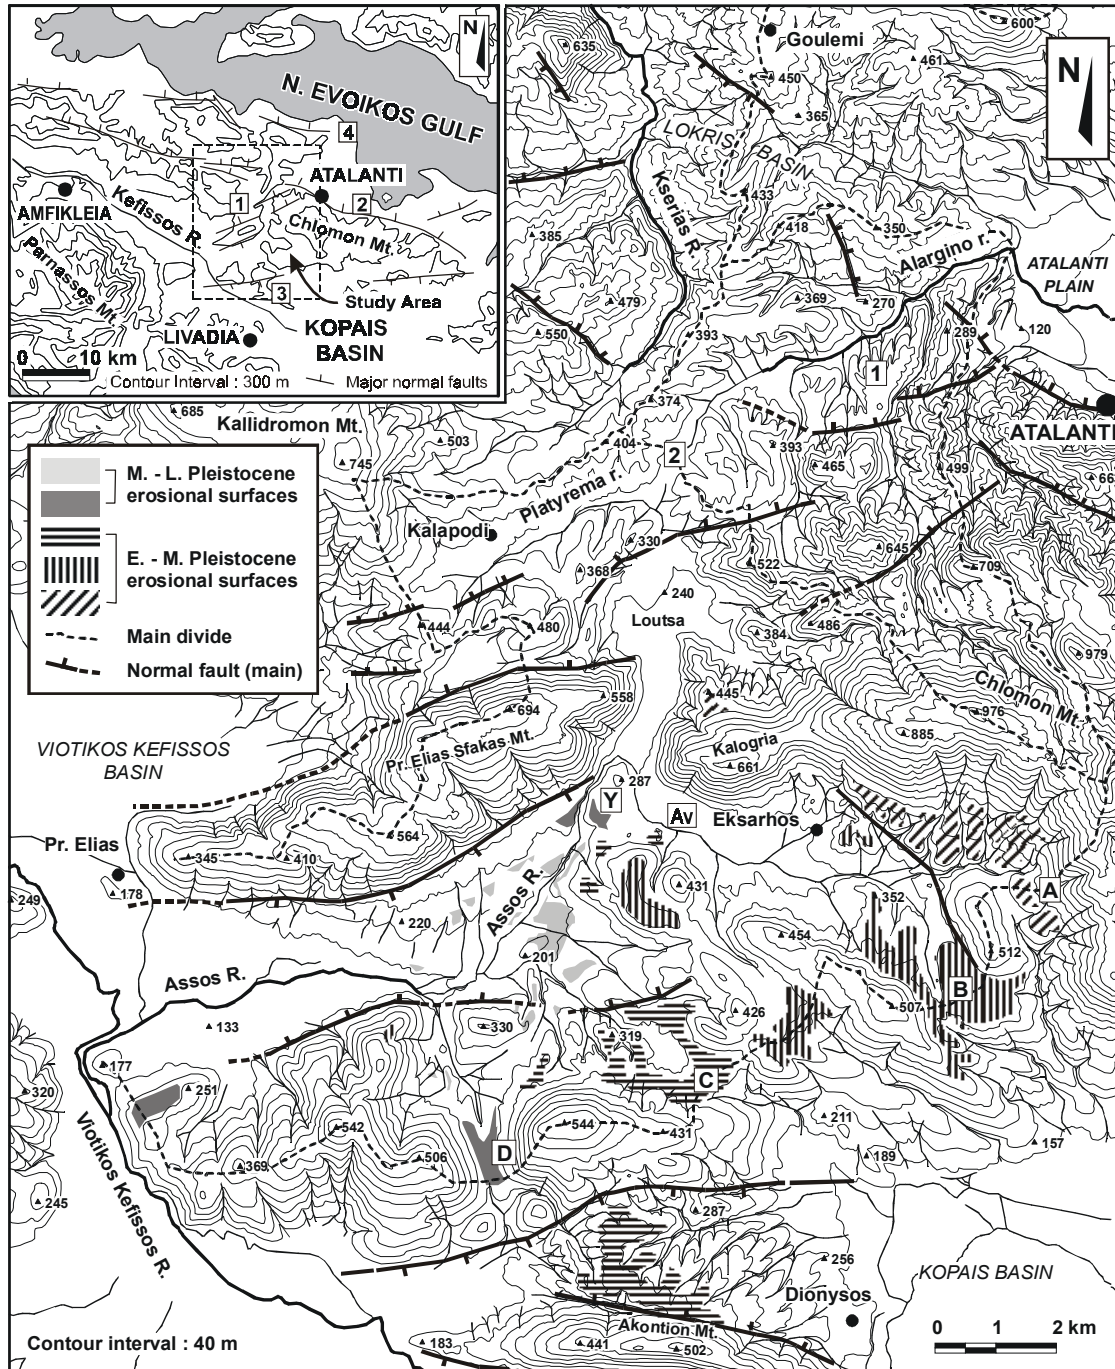 N
N. EVOIKOS GULF
4
ATALANTI
1
2
AMFIKLEIA
Kefissos R.
Chlomon Mt.
Parnassos Mt.
3
Study Area
LIVADIA
KOPAIS
BASIN
0 10 km
Contour Interval : 300 m
Major normal faults
600
635
Goulemi
461
450
N
365
LOKRIS BASIN
433
Kserias R.
385
418
350
Alargino r.
ATALANTI
PLAIN
479
369
270
550
393
289
120
1
685
374
Kallidromon Mt.
503
404
2
393
ATALANTI
745
465
499
66
M. - L. Pleistocene
erosional surfaces
E. - M. Pleistocene
erosional surfaces
Main divide
Normal fault (main)
Platyrema r.
Kalapodi
330
645
368
522
709
240
Loutsa
444
480
384
486
979
558
445
Chlomon Mt.
694
976
885
VIOTIKOS KEFISSOS
BASIN
Pr. Elias Sfakas Mt.
Kalogria
661
287
Y
Av
Eksarhos
564
Pr. Elias
345
410
178
431
352
A
249
220
Assos R.
454
512
201
Assos R.
507
B
133
330
426
319
177
C
320
251
544
431
211
542
157
D
506
369
189
245
Viotikos Kefissos R.
287
256
KOPAIS BASIN
Dionysos
Akontion Mt.
Contour interval : 40 m
183
441
502
0 1 2 km